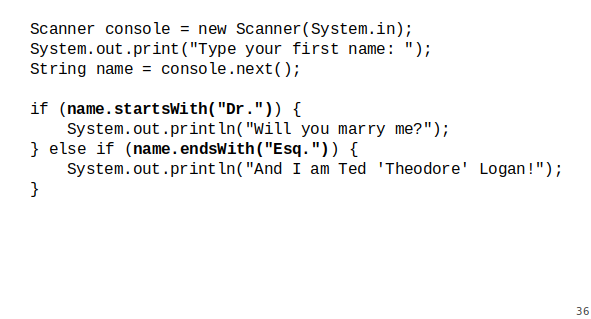 Scanner console = new Scanner(System.in);
System.out.print("Type your first name: ");
String name = console.next();
if (name.startsWith("Dr.")) {
    System.out.println("Will you marry me?");
} else if (name.endsWith("Esq.")) {
    System.out.println("And I am Ted 'Theodore' Logan!");
}
36